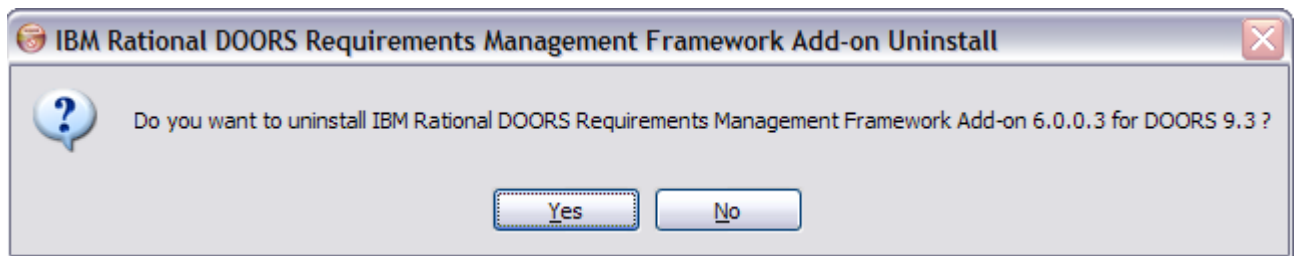 IBM Rational DOORS Requirements Management Framework Add-on Uninstall
Do you want to uninstall IBM Rational DOORS Requirements Management Framework Add-on 6.0.0.3 for DOORS 9.3 ?
Yes No